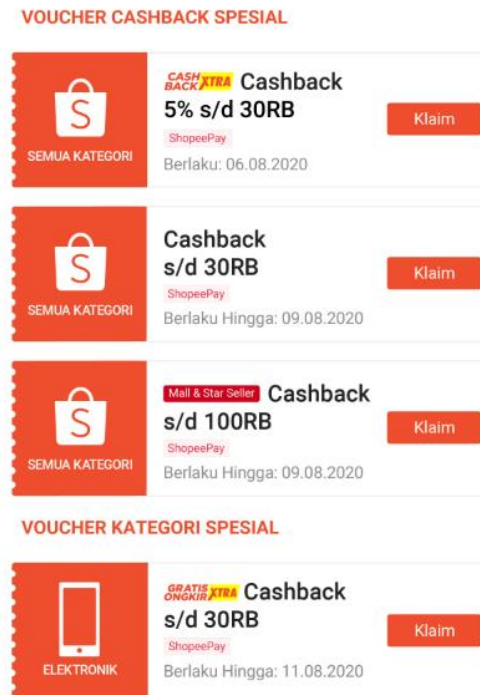 VOUCHER CASHBACK SPESIAL
CASH BACK XTRA Cashback
5% s/d 30RB
ShopeePay
Berlaku: 06.08.2020
Klaim
S
SEMUA KATEGORI
Cashback
s/d 30RB
ShopeePay
Berlaku Hingga: 09.08.2020
Klaim
S
SEMUA KATEGORI
Mall & Star Seller Cashback
s/d 100RB
ShopeePay
Berlaku Hingga: 09.08.2020
Klaim
S
SEMUA KATEGORI
VOUCHER KATEGORI SPESIAL
GRATIS ONGKIR XTRA Cashback
s/d 30RB
ShopeePay
Berlaku Hingga: 11.08.2020
Klaim
ELEKTRONIK